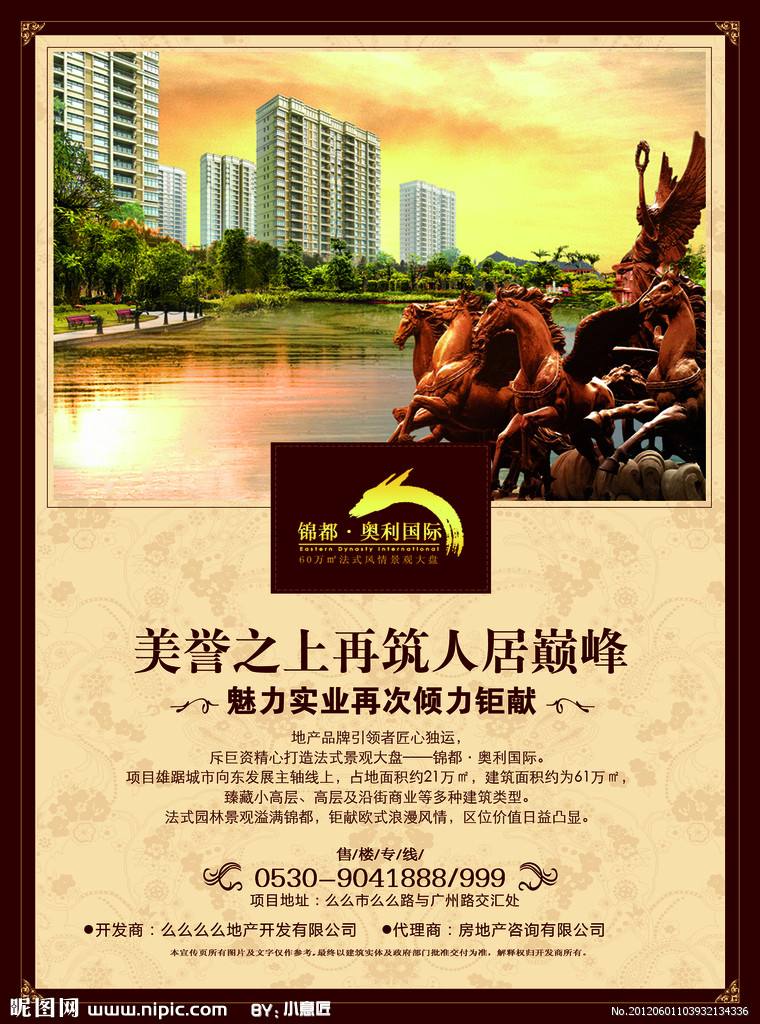 锦都·奥利国际
Eastern Dynasty International
60万㎡法式风情景观大盘
美誉之上再筑人居巅峰
魅力实业再次倾力钜献
地产品牌引领者匠心独运，
斥巨资精心打造法式景观大盘——锦都·奥利国际。
项目雄踞城市向东发展主轴线上，占地面积约21万㎡，建筑面积约为61万㎡，
臻藏小高层、高层及沿街商业等多种建筑类型。
法式园林景观溢满锦都，钜献欧式浪漫风情，区位价值日益凸显。
售/楼/专/线/
0530-9041888/999
项目地址：么么市么么路与广州路交汇处
●开发商：么么么么地产开发有限公司 ●代理商：房地产咨询有限公司
本宣传页所有图片及文字仅作参考，最终以建筑实体及政府部门批准交付为准，解释权归开发商所有。
昵图网 www.nipic.com BY：小意匠 No.20120601103932134336